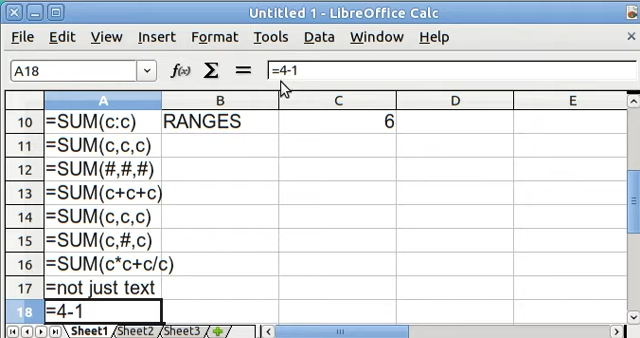 Untitled 1 - LibreOffice Calc
File Edit View Insert Format Tools Data Window Help
A18 f(x) Σ = =4-1
A B C D E
10 =SUM(c:c) RANGES 6
11 =SUM(c,c,c)
12 =SUM(#,#,#)
13 =SUM(c+c+c)
14 =SUM(c,c,c)
15 =SUM(c,#,c)
16 =SUM(c*c+c/c)
17 =not just text
18 =4-1
Sheet1 Sheet2 Sheet3